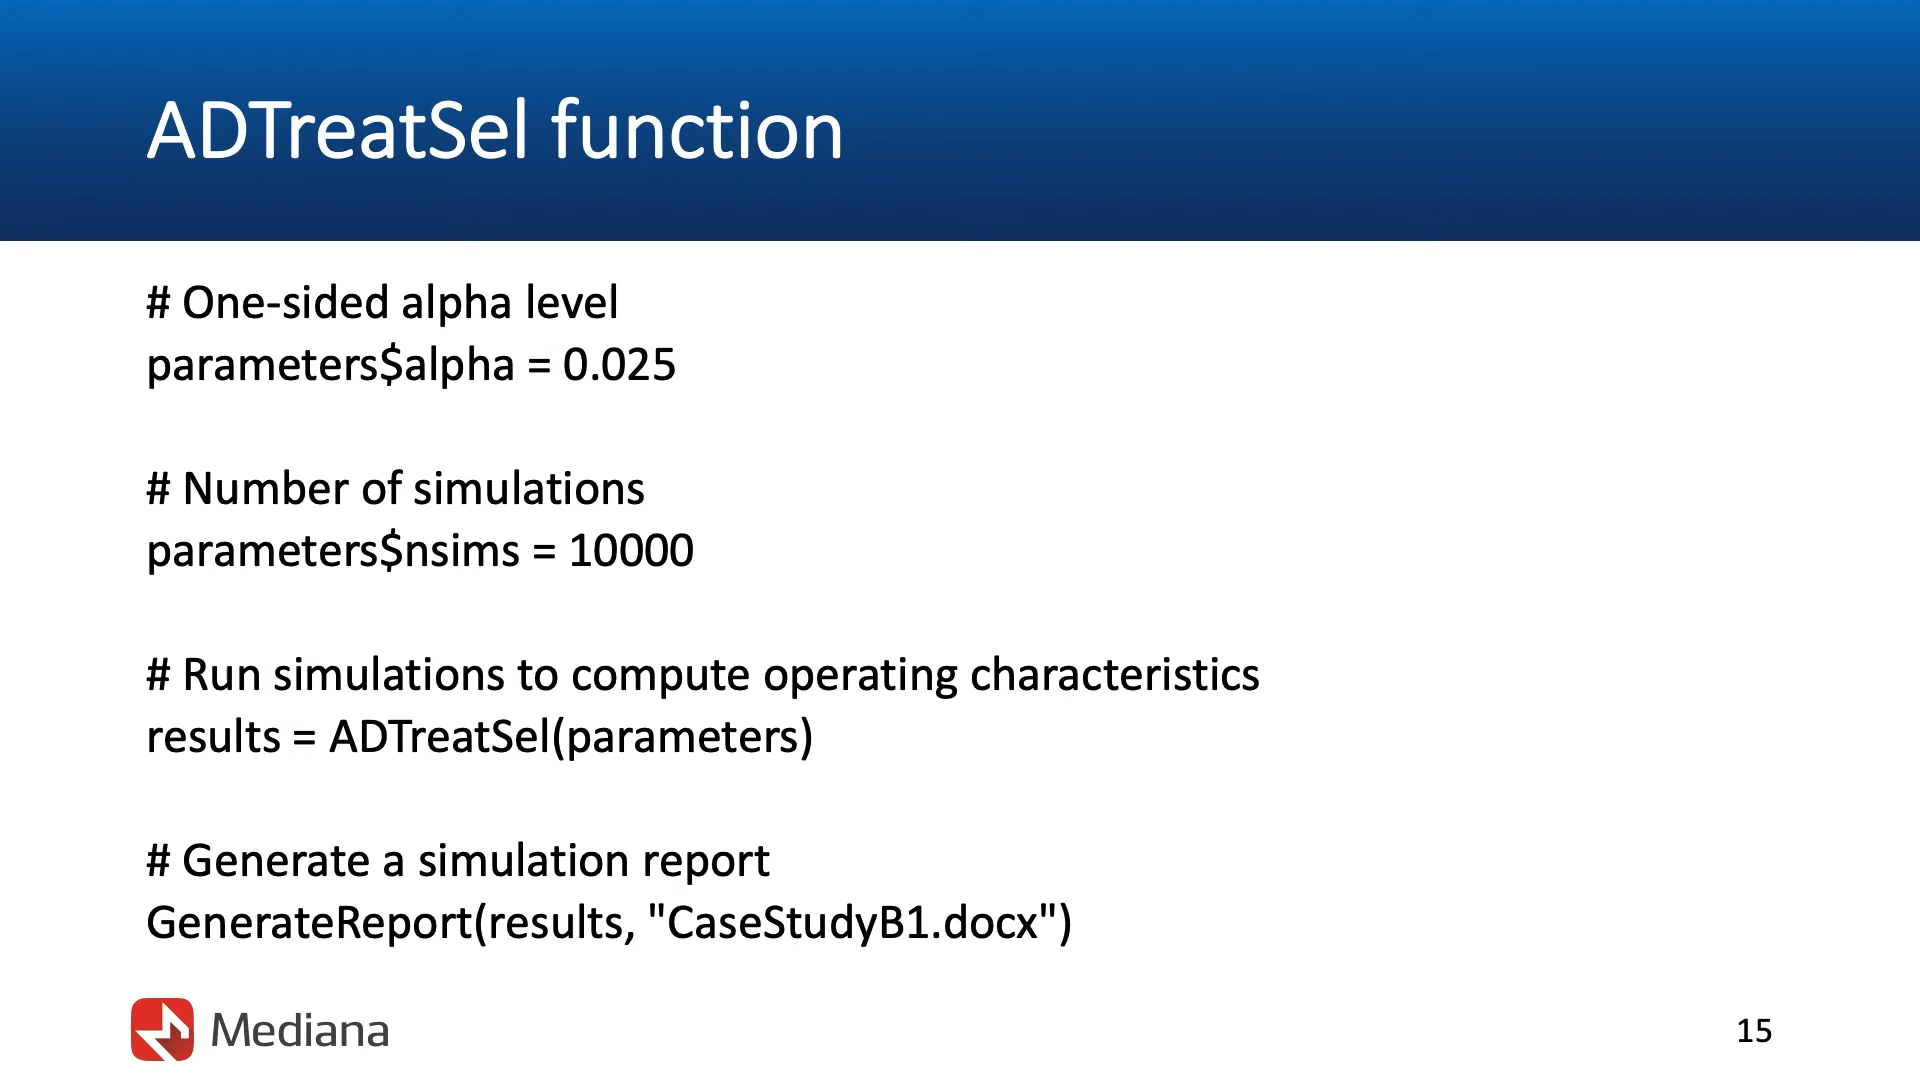 ADTreatSel function
# One-sided alpha level
parameters$alpha = 0.025
# Number of simulations
parameters$nsims = 10000
# Run simulations to compute operating characteristics
results = ADTreatSel(parameters)
# Generate a simulation report
GenerateReport(results, "CaseStudyB1.docx")
Mediana
15